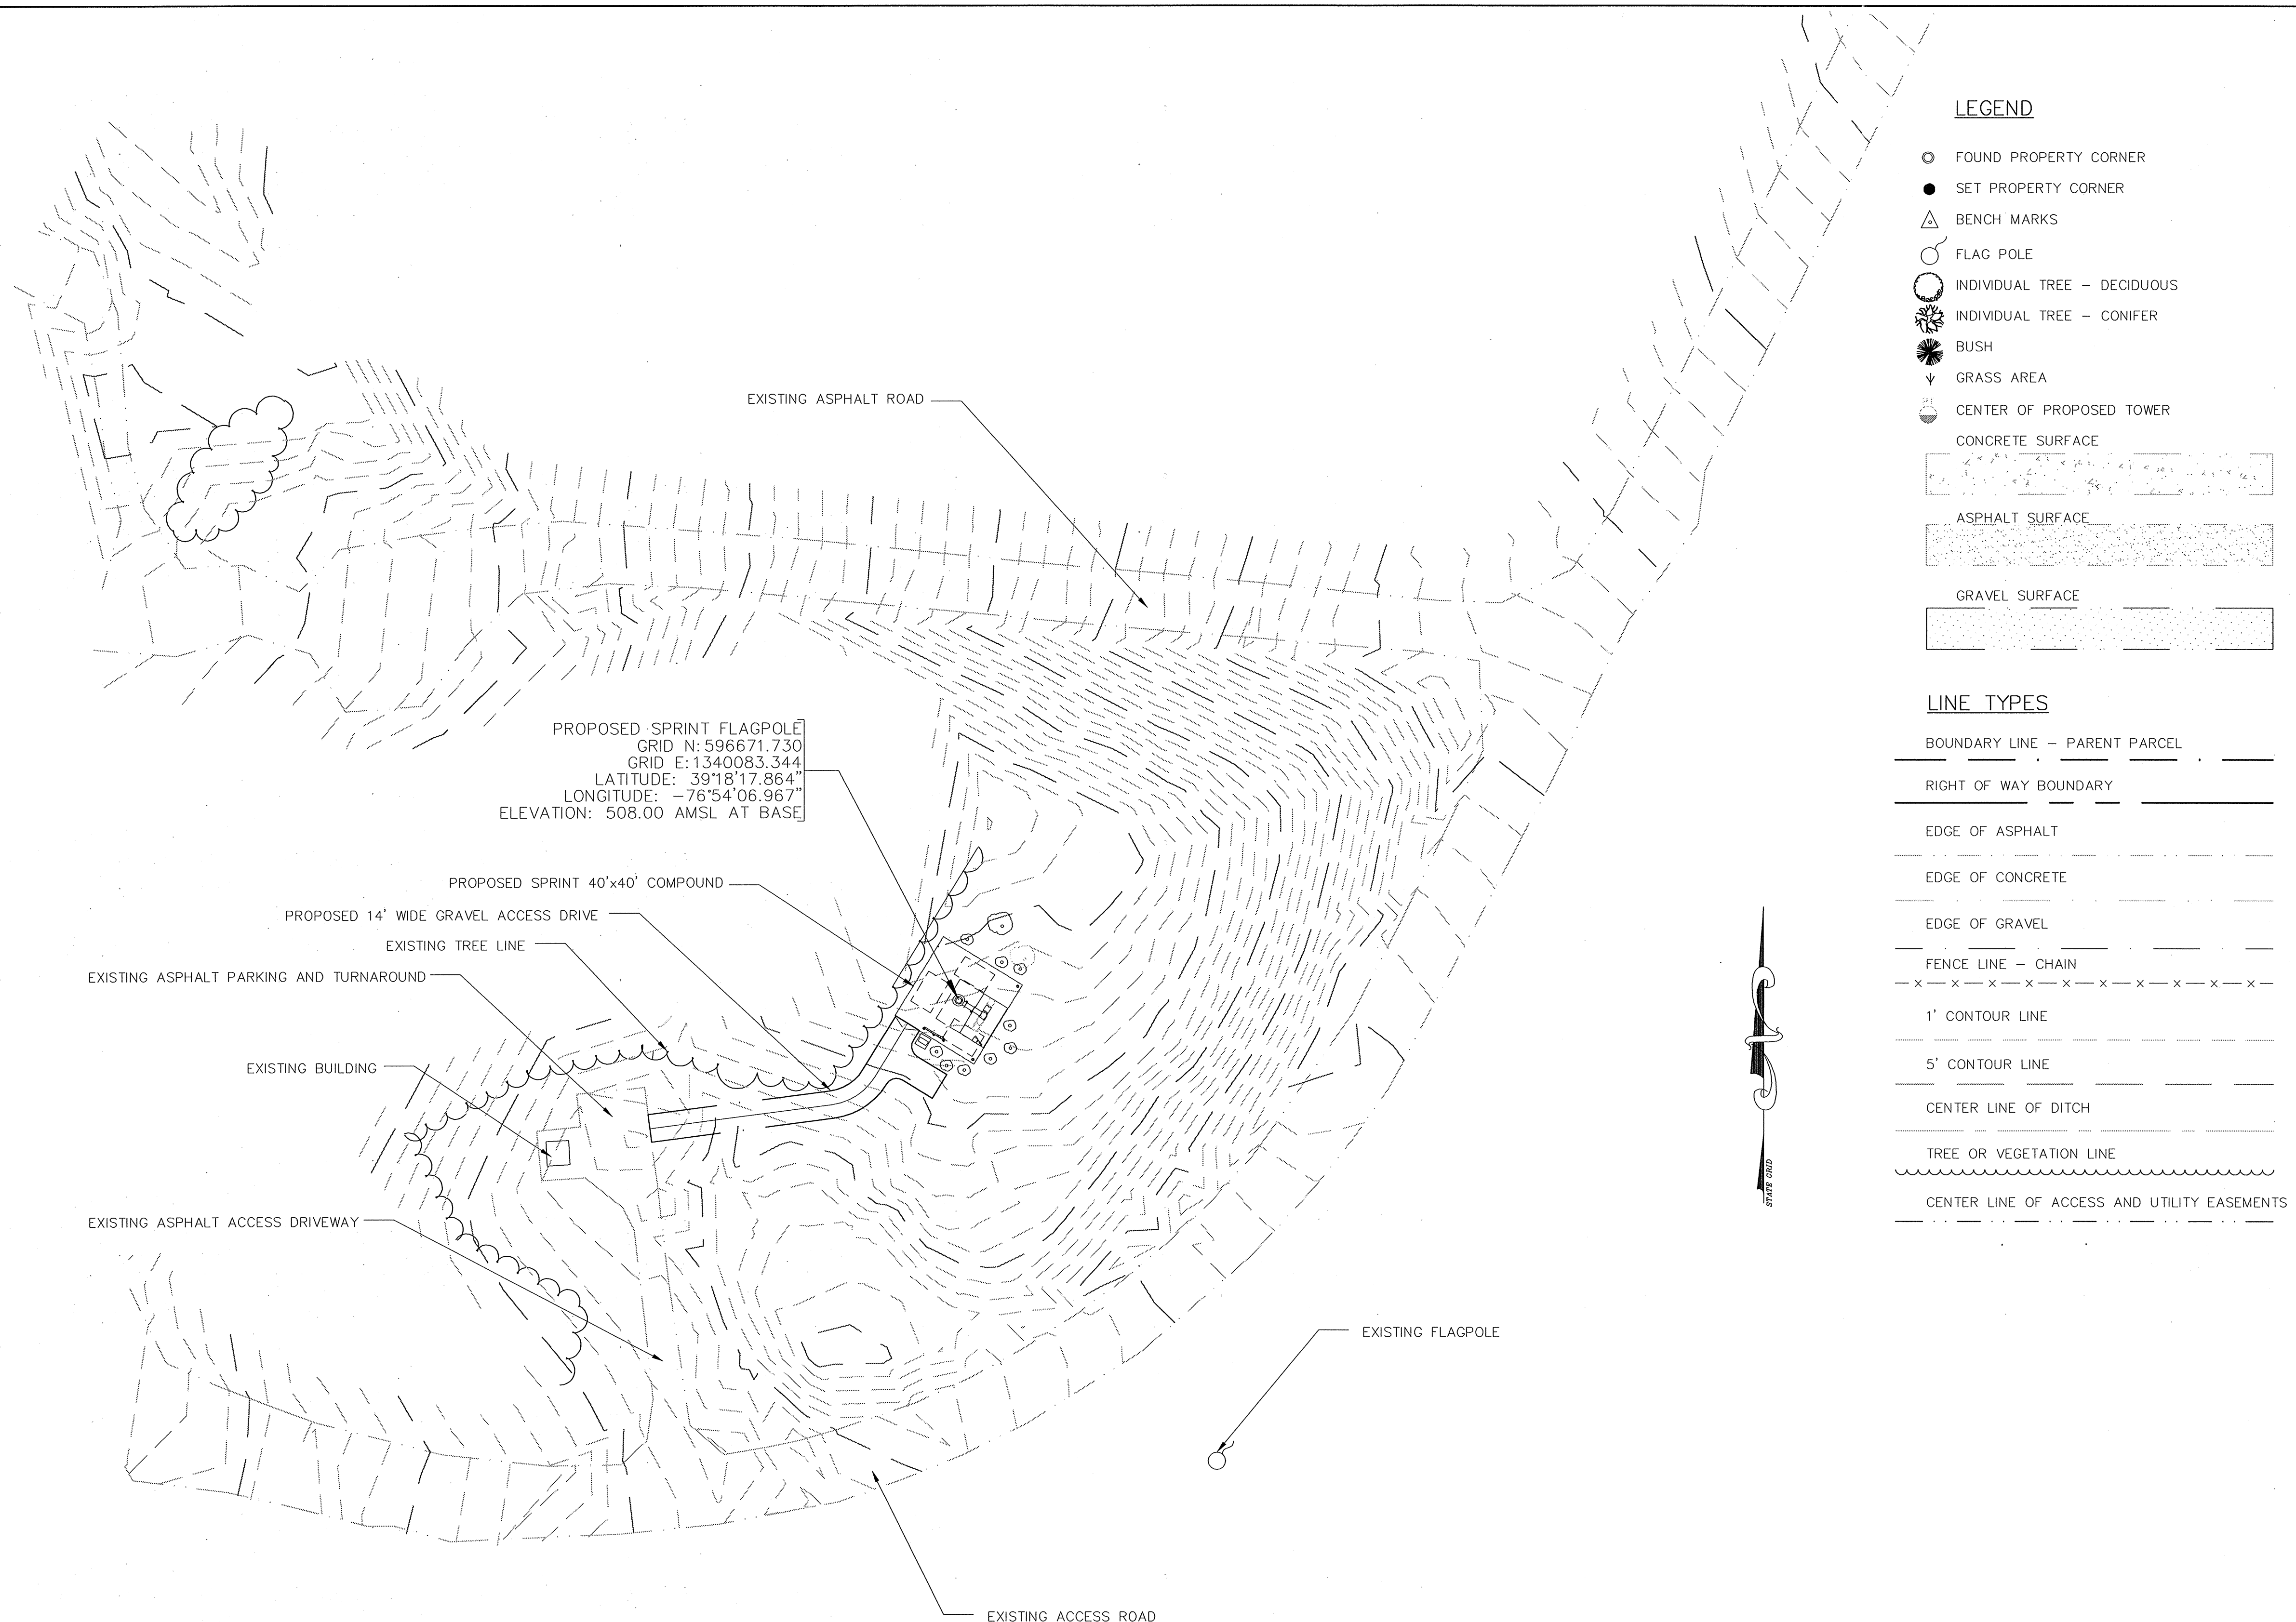 EXISTING ASPHALT ROAD
PROPOSED SPRINT FLAGPOLE
GRID N: 596671.730
GRID E: 1340083.344
LATITUDE: 39°18'17.864"
LONGITUDE: -76°54'06.967"
ELEVATION: 508.00 AMSL AT BASE
PROPOSED SPRINT 40'x40' COMPOUND
PROPOSED 14' WIDE GRAVEL ACCESS DRIVE
EXISTING TREE LINE
EXISTING ASPHALT PARKING AND TURNAROUND
EXISTING BUILDING
EXISTING ASPHALT ACCESS DRIVEWAY
EXISTING FLAGPOLE
EXISTING ACCESS ROAD
STATE GRID
LEGEND
FOUND PROPERTY CORNER
SET PROPERTY CORNER
BENCH MARKS
FLAG POLE
INDIVIDUAL TREE - DECIDUOUS
INDIVIDUAL TREE - CONIFER
BUSH
GRASS AREA
CENTER OF PROPOSED TOWER
CONCRETE SURFACE
ASPHALT SURFACE
GRAVEL SURFACE
LINE TYPES
BOUNDARY LINE - PARENT PARCEL
RIGHT OF WAY BOUNDARY
EDGE OF ASPHALT
EDGE OF CONCRETE
EDGE OF GRAVEL
FENCE LINE - CHAIN
1' CONTOUR LINE
5' CONTOUR LINE
CENTER LINE OF DITCH
TREE OR VEGETATION LINE
CENTER LINE OF ACCESS AND UTILITY EASEMENTS